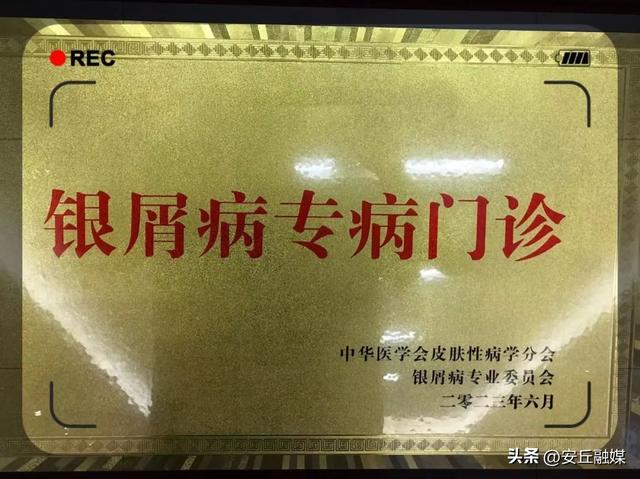 REC
银屑病专病门诊
中华医学会皮肤性病学分会
银屑病专业委员会
二零二三年六月
头条 @安丘融媒